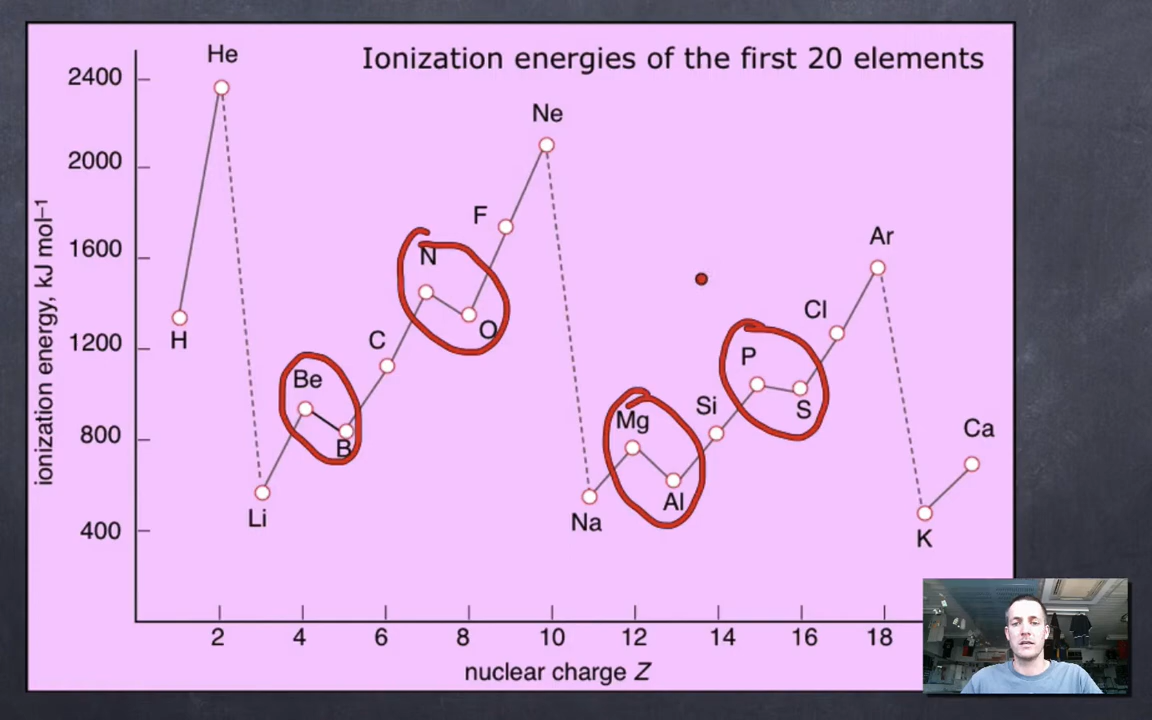 Ionization energies of the first 20 elements
He
2400
Ne
2000
F
Ar
1600
N
ionization energy, kJ mol⁻¹
Cl
H
O
1200
C
P
Be
Si
S
Mg
Ca
800
B
Al
Li
Na
400
K
2 4 6 8 10 12 14 16 18
nuclear charge Z